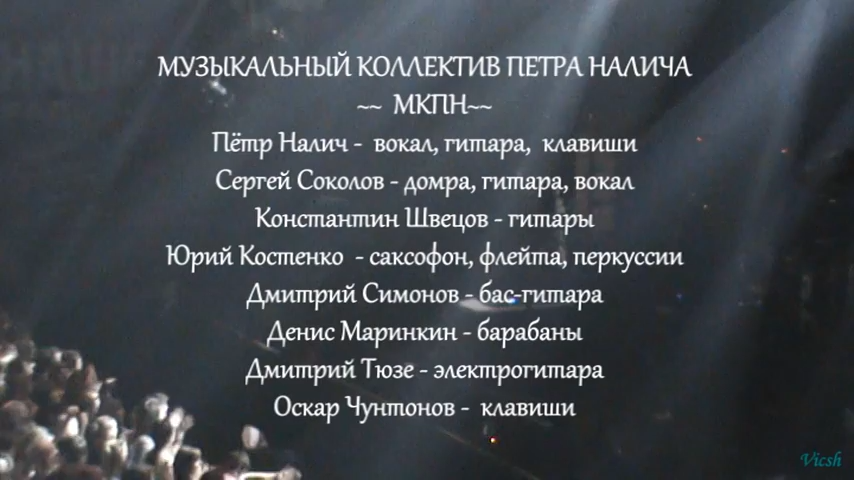 МУЗЫКАЛЬНЫЙ КОЛЛЕКТИВ ПЕТРА НАЛИЧА
~~ МКПН~~
Пётр Налич - вокал, гитара, клавиши
Сергей Соколов - домра, гитара, вокал
Константин Швецов - гитары
Юрий Костенко - саксофон, флейта, перкуссии
Дмитрий Симонов - бас-гитара
Денис Маринкин - барабаны
Дмитрий Тюзе - электрогитара
Оскар Чунтонов - клавиши
Vicsh